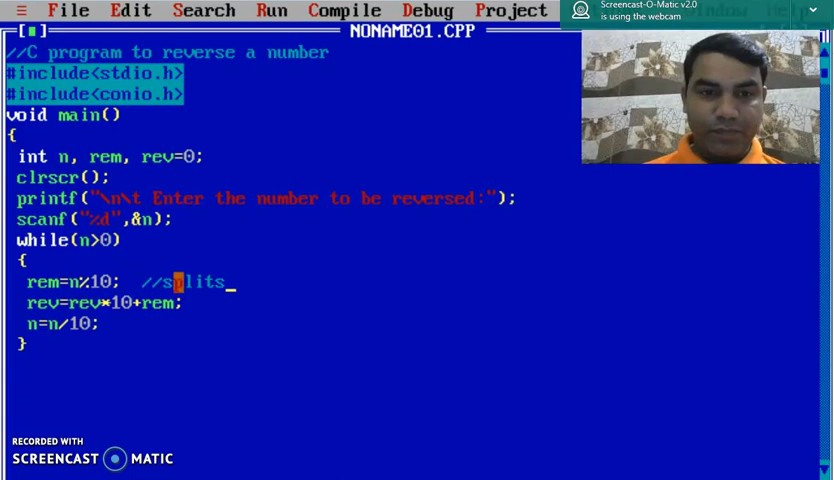 ≡ File Edit Search Run Compile Debug Project Window Help
Screencast-O-Matic v2.0
is using the webcam
NONAME01.CPP
//C program to reverse a number
#include<stdio.h>
#include<conio.h>
void main()
{
int n, rem, rev=0;
clrscr();
printf("\n\t Enter the number to be reversed:");
scanf("%d",&n);
while(n>0)
{
rem=n%10; //splits_
rev=rev*10+rem;
n=n/10;
}
RECORDED WITH
SCREENCAST MATIC